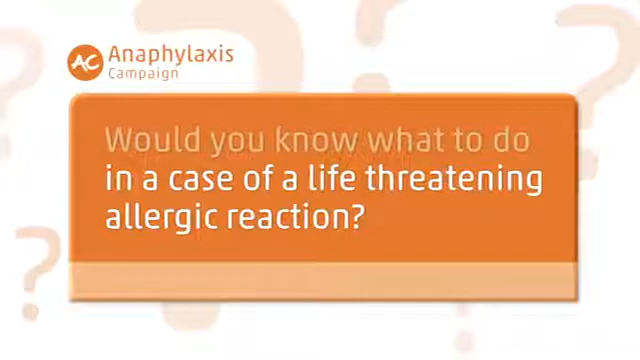 AC
Anaphylaxis
Campaign
Would you know what to do
in a case of a life threatening
allergic reaction?